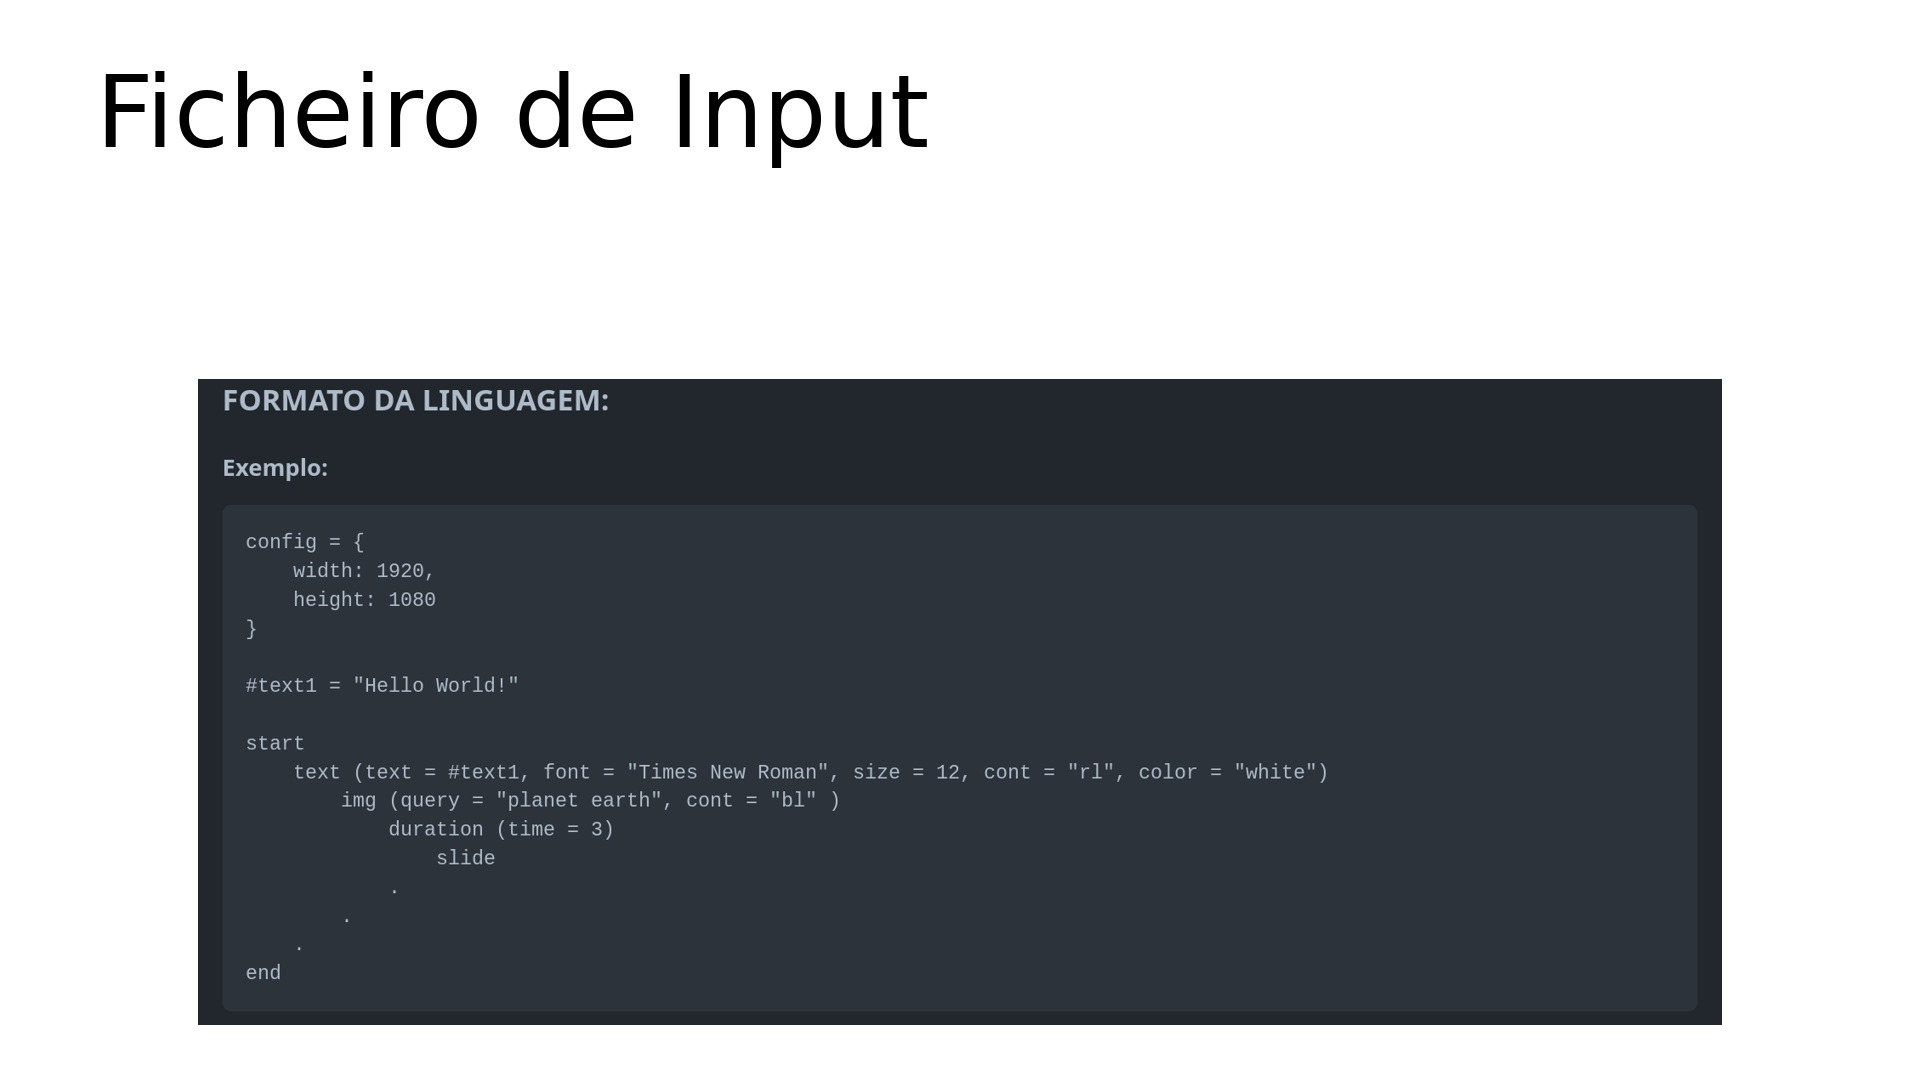 Ficheiro de Input
FORMATO DA LINGUAGEM:
Exemplo:
config = {
    width: 1920,
    height: 1080
}
#text1 = "Hello World!"
start
    text (text = #text1, font = "Times New Roman", size = 12, cont = "rl", color = "white")
        img (query = "planet earth", cont = "bl" )
            duration (time = 3)
                slide
            .
        .
    .
end